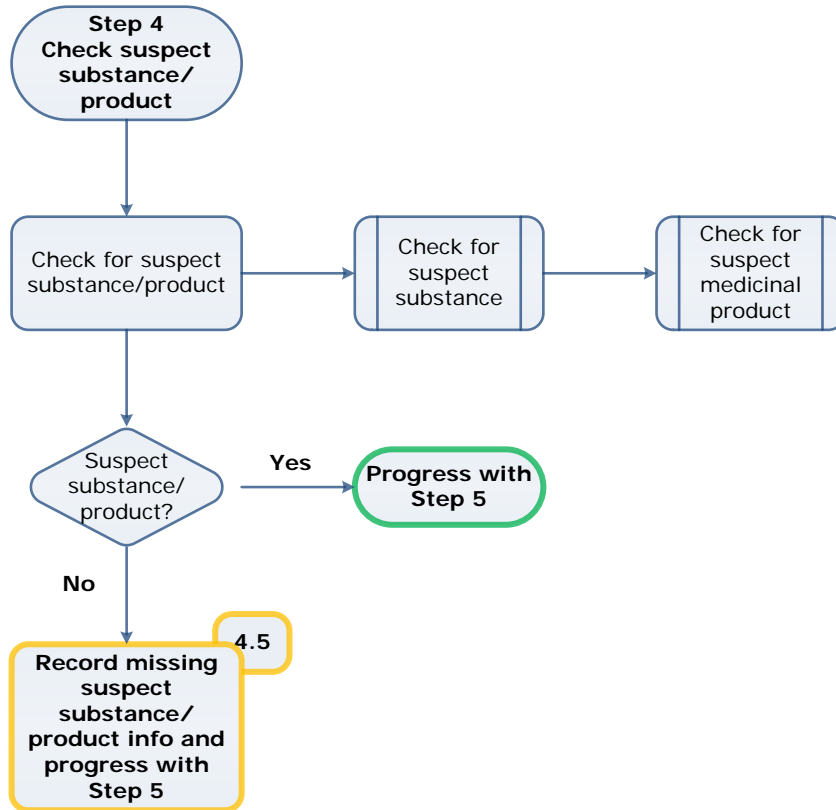 Step 4
Check suspect
substance/
product
Check for suspect
substance/product
Check for
suspect
substance
Check for
suspect
medicinal
product
Suspect
substance/
product?
Yes
Progress with
Step 5
No
4.5
Record missing
suspect
substance/
product info and
progress with
Step 5